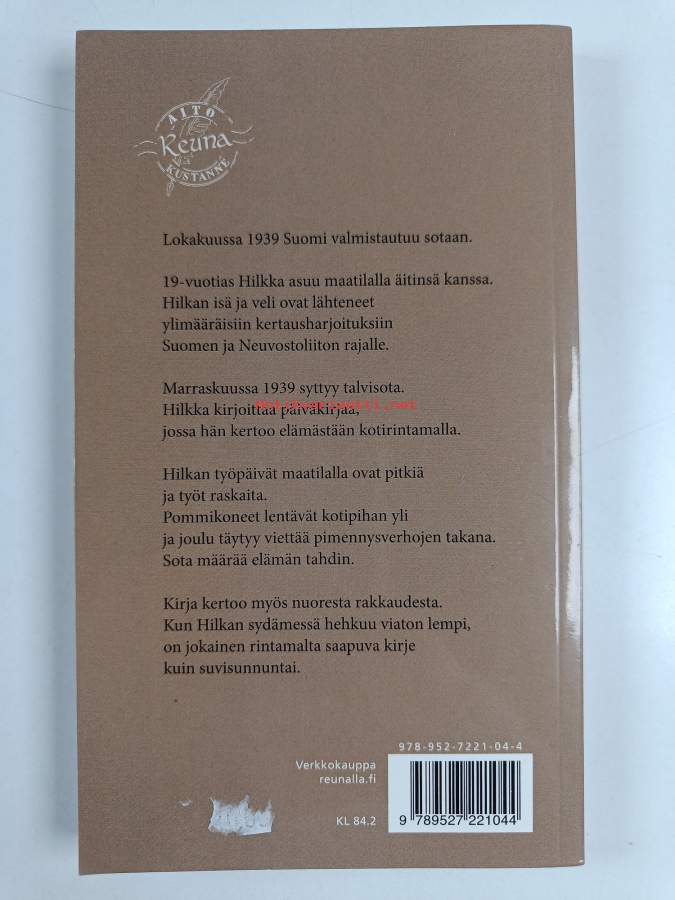 AITO
Reuna
KUSTANNE
Lokakuussa 1939 Suomi valmistautuu sotaan.
19-vuotias Hilkka asuu maatilalla äitinsä kanssa.
Hilkan isä ja veli ovat lähteneet
ylimääräisiin kertausharjoituksiin
Suomen ja Neuvostoliiton rajalle.
Marraskuussa 1939 syttyy talvisota.
Hilkka kirjoittaa päiväkirjaa,
jossa hän kertoo elämästään kotirintamalla.
Hilkan työpäivät maatilalla ovat pitkiä
ja työt raskaita.
Pommikoneet lentävät kotipihan yli
ja joulu täytyy viettää pimennysverhojen takana.
Sota määrää elämän tahdin.
Kirja kertoo myös nuoresta rakkaudesta.
Kun Hilkan sydämessä hehkuu viaton lempi,
on jokainen rintamalta saapuva kirje
kuin suvisunnuntai.
978-952-7221-04-4
Verkkokauppa
reunalla.fi
KL 84.2
9 789527 221044